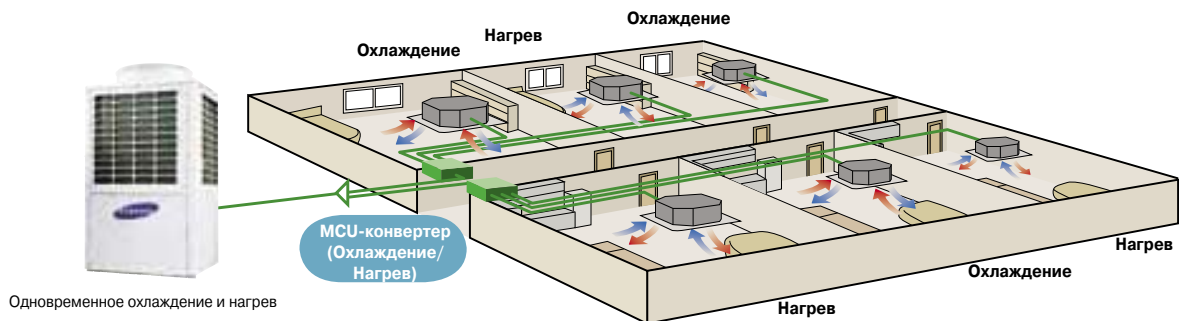 Охлаждение
Нагрев
Охлаждение
MCU-конвертер
(Охлаждение/
Нагрев)
Нагрев
Охлаждение
Нагрев
Одновременное охлаждение и нагрев